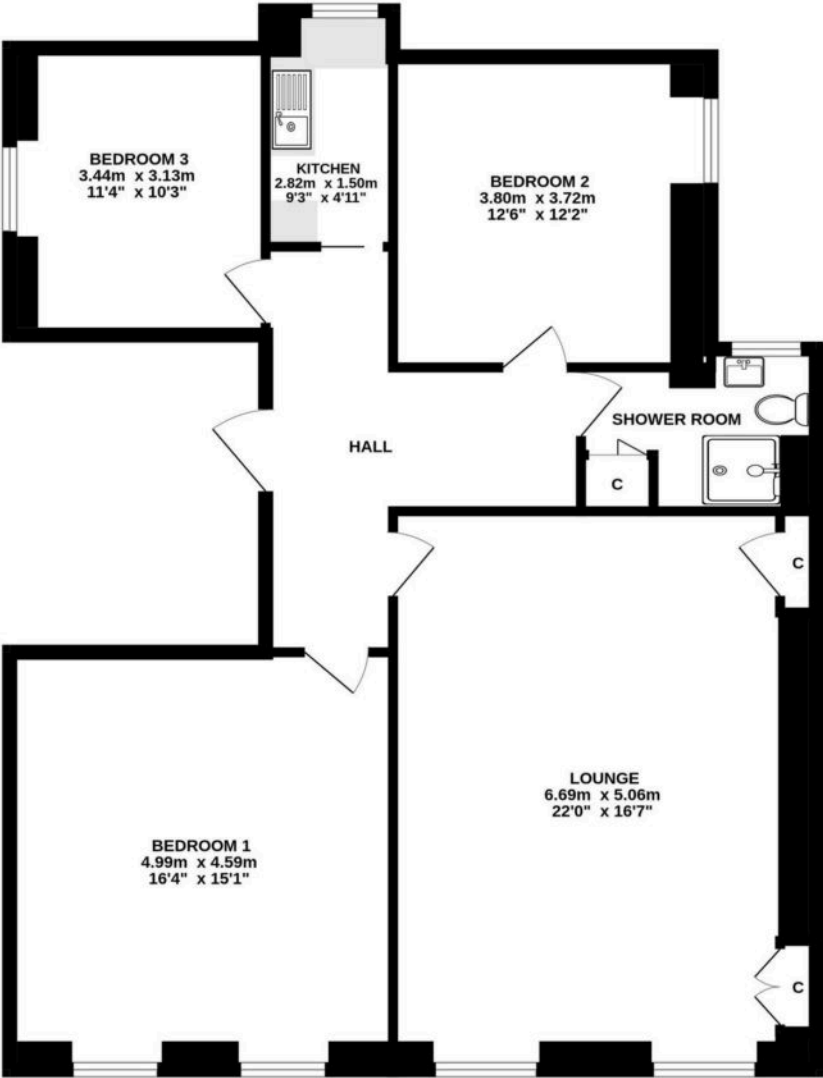 BEDROOM 3
3.44m x 3.13m
11'4" x 10'3"
KITCHEN
2.82m x 1.50m
9'3" x 4'11"
BEDROOM 2
3.80m x 3.72m
12'6" x 12'2"
SHOWER ROOM
HALL
C
C
LOUNGE
6.69m x 5.06m
22'0" x 16'7"
BEDROOM 1
4.99m x 4.59m
16'4" x 15'1"
C